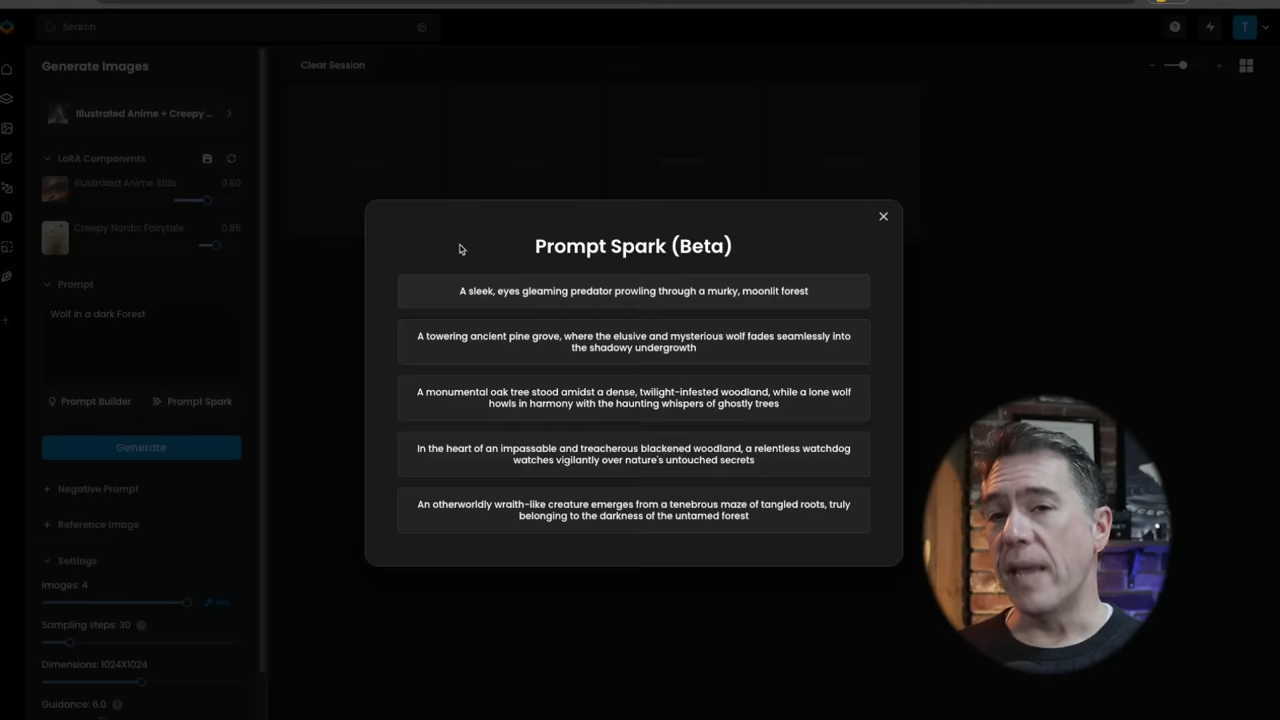 Search
T
Generate Images
Clear Session
Illustrated Anime + Creepy ...
LoRA Components
Illustrated Anime Stills 0.80
Creepy Nordic Fairytale 0.65
Prompt
Wolf in a dark Forest
Prompt Builder
Prompt Spark
Generate
Negative Prompt
Reference Image
Settings
Images: 4
Pro
Sampling steps: 30
Dimensions: 1024X1024
Guidance: 6.0
Prompt Spark (Beta)
A sleek, eyes gleaming predator prowling through a murky, moonlit forest
A towering ancient pine grove, where the elusive and mysterious wolf fades seamlessly into
the shadowy undergrowth
A monumental oak tree stood amidst a dense, twilight-infested woodland, while a lone wolf
howls in harmony with the haunting whispers of ghostly trees
In the heart of an impassable and treacherous blackened woodland, a relentless watchdog
watches vigilantly over nature's untouched secrets
An otherworldly wraith-like creature emerges from a tenebrous maze of tangled roots, truly
belonging to the darkness of the untamed forest